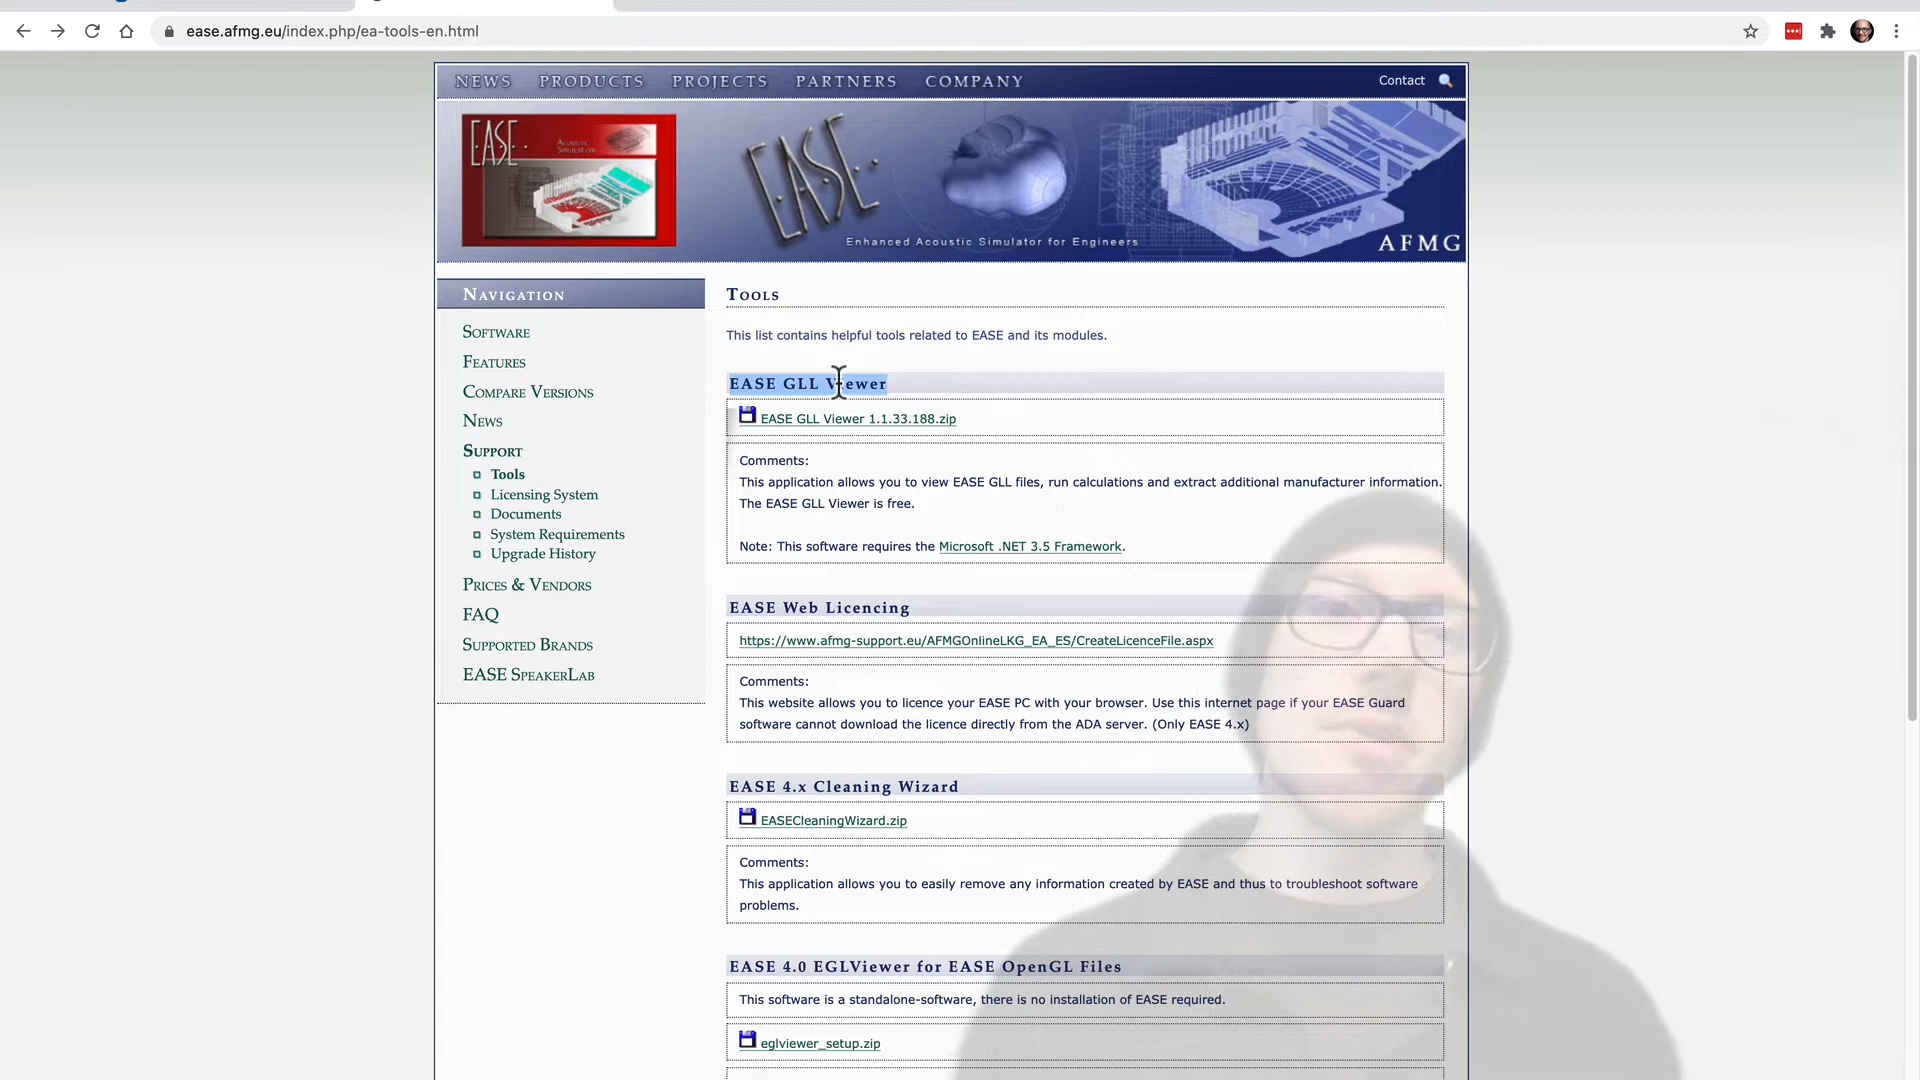 ease.afmg.eu/index.php/ea-tools-en.html
NEWS PRODUCTS PROJECTS PARTNERS COMPANY
Contact
EASE
ACOUSTIC
SIMULATION
EASE
Enhanced Acoustic Simulator for Engineers
AFMG
NAVIGATION
SOFTWARE
FEATURES
COMPARE VERSIONS
NEWS
SUPPORT
Tools
Licensing System
Documents
System Requirements
Upgrade History
PRICES & VENDORS
FAQ
SUPPORTED BRANDS
EASE SPEAKERLAB
TOOLS
This list contains helpful tools related to EASE and its modules.
EASE GLL Viewer
EASE GLL Viewer 1.1.33.188.zip
Comments:
This application allows you to view EASE GLL files, run calculations and extract additional manufacturer information.
The EASE GLL Viewer is free.
Note: This software requires the Microsoft .NET 3.5 Framework.
EASE Web Licencing
https://www.afmg-support.eu/AFMGOnlineLKG_EA_ES/CreateLicenceFile.aspx
Comments:
This website allows you to licence your EASE PC with your browser. Use this internet page if your EASE Guard
software cannot download the licence directly from the ADA server. (Only EASE 4.x)
EASE 4.x Cleaning Wizard
EASECleaningWizard.zip
Comments:
This application allows you to easily remove any information created by EASE and thus to troubleshoot software
problems.
EASE 4.0 EGLViewer for EASE OpenGL Files
This software is a standalone-software, there is no installation of EASE required.
eglviewer_setup.zip